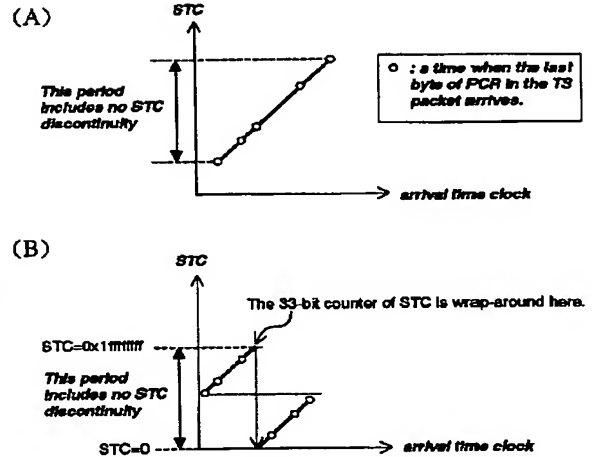 (A)
STC
This period
includes no STC
discontinuity
o : a time when the last
byte of PCR in the TS
packet arrives.
arrival time clock
(B)
STC
The 33-bit counter of STC is wrap-around here.
STC=0x1ffffffff
This period
includes no STC
discontinuity
STC=0
arrival time clock